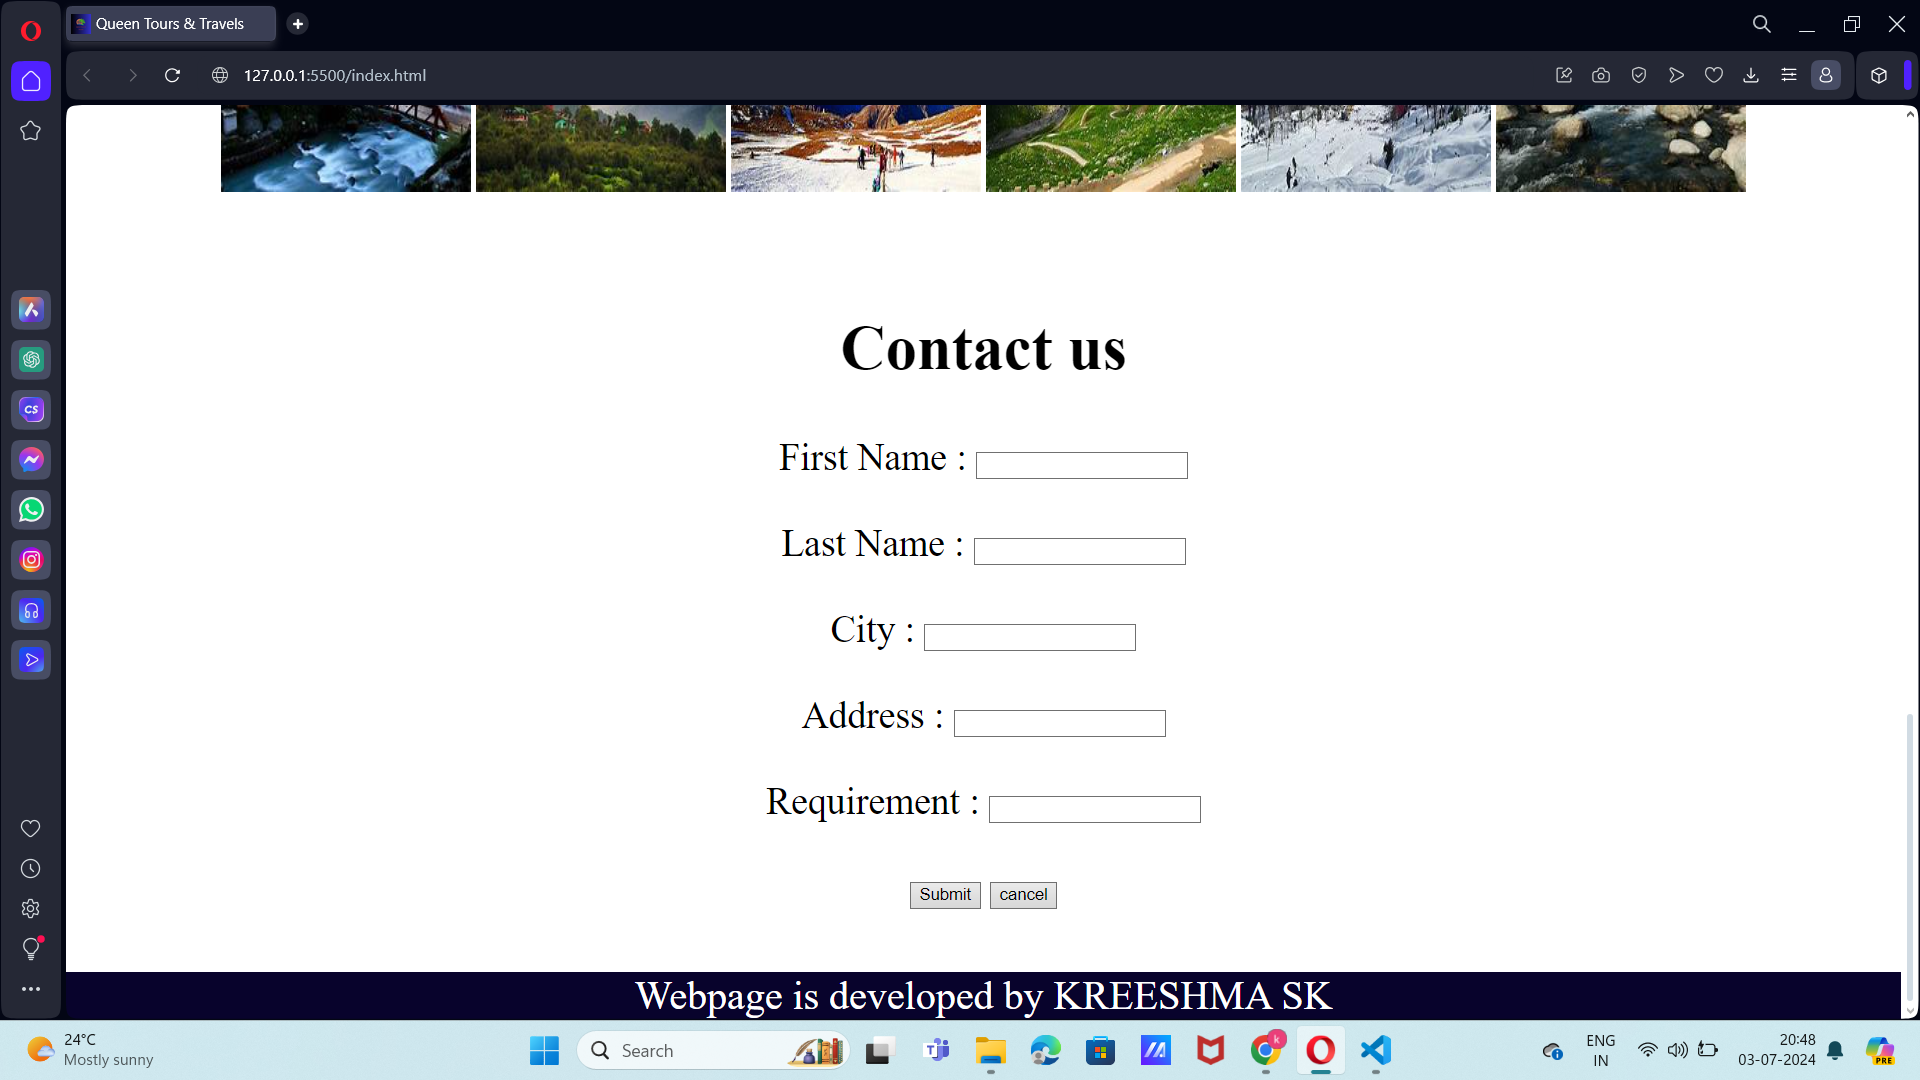 Queen Tours & Travels
127.0.0.1:5500/index.html
CS
Contact us
First Name :
Last Name :
City :
Address :
Requirement :
Submit cancel
Webpage is developed by KREESHMA SK
24°C
Mostly sunny
Search
k
ENG
IN
20:48
03-07-2024
PRE